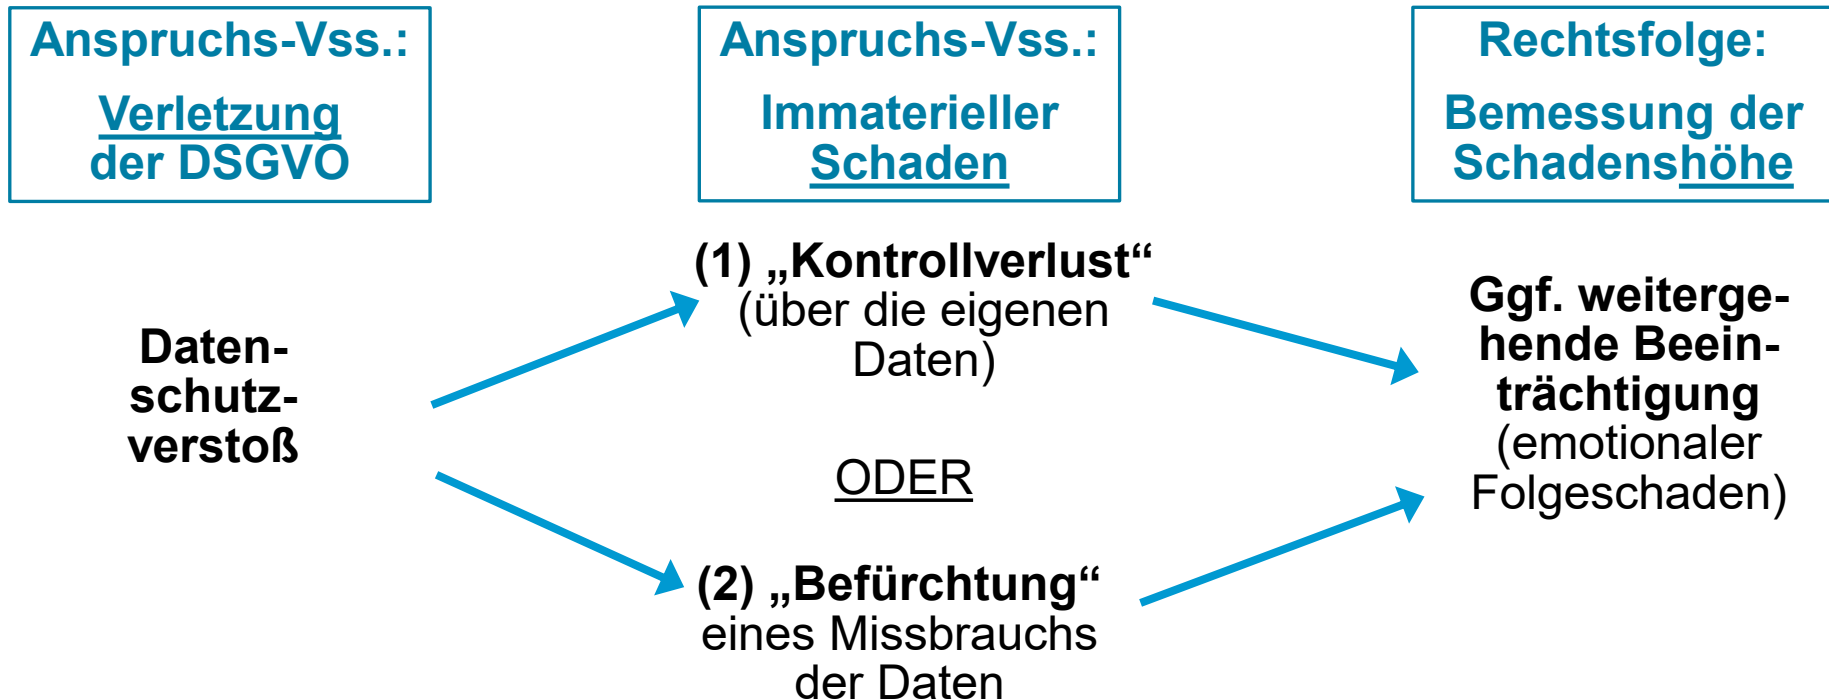 Anspruchs-Vss.:
Verletzung
der DSGVO
Anspruchs-Vss.:
Immaterieller
Schaden
Rechtsfolge:
Bemessung der
Schadenshöhe
Daten-
schutz-
verstoß
(1) „Kontrollverlust“
(über die eigenen
Daten)
ODER
(2) „Befürchtung“
eines Missbrauchs
der Daten
Ggf. weiterge-
hende Beein-
trächtigung
(emotionaler
Folgeschaden)